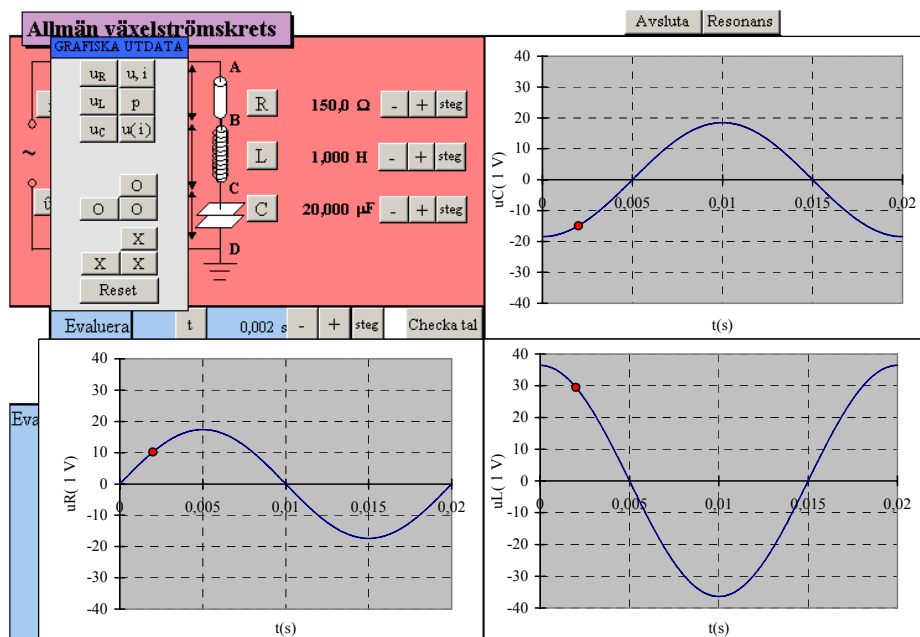 Avsluta Resonans
Allmän växelströmskrets
GRAFISKA UTDATA
uR u, i
uL p
uC u(i)
O
O O
X
X X
Reset
~
A
B
C
D
R 150,0 Ω - + steg
L 1,000 H - + steg
C 20,000 µF - + steg
Evaluera t 0,002 s - + steg Checka tal
uC( 1 V)
40
30
20
10
0
-10
-20
-30
-40
0 0,005 0,01 0,015 0,02
t(s)
Eva
uR( 1 V)
40
30
20
10
0
-10
-20
-30
-40
0 0,005 0,01 0,015 0,02
t(s)
uL( 1 V)
40
30
20
10
0
-10
-20
-30
-40
0 0,005 0,01 0,015 0,02
t(s)